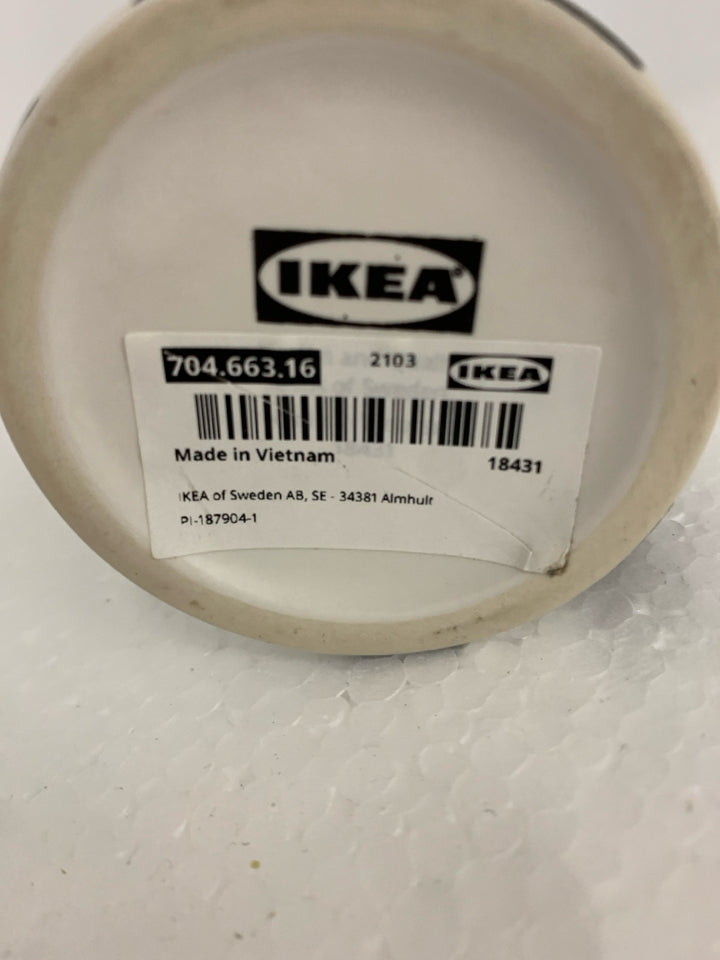 IKEA®
704.663.16 2103 IKEA
Made in Vietnam 18431
IKEA of Sweden AB, SE - 34381 Älmhult
PI-187904-1